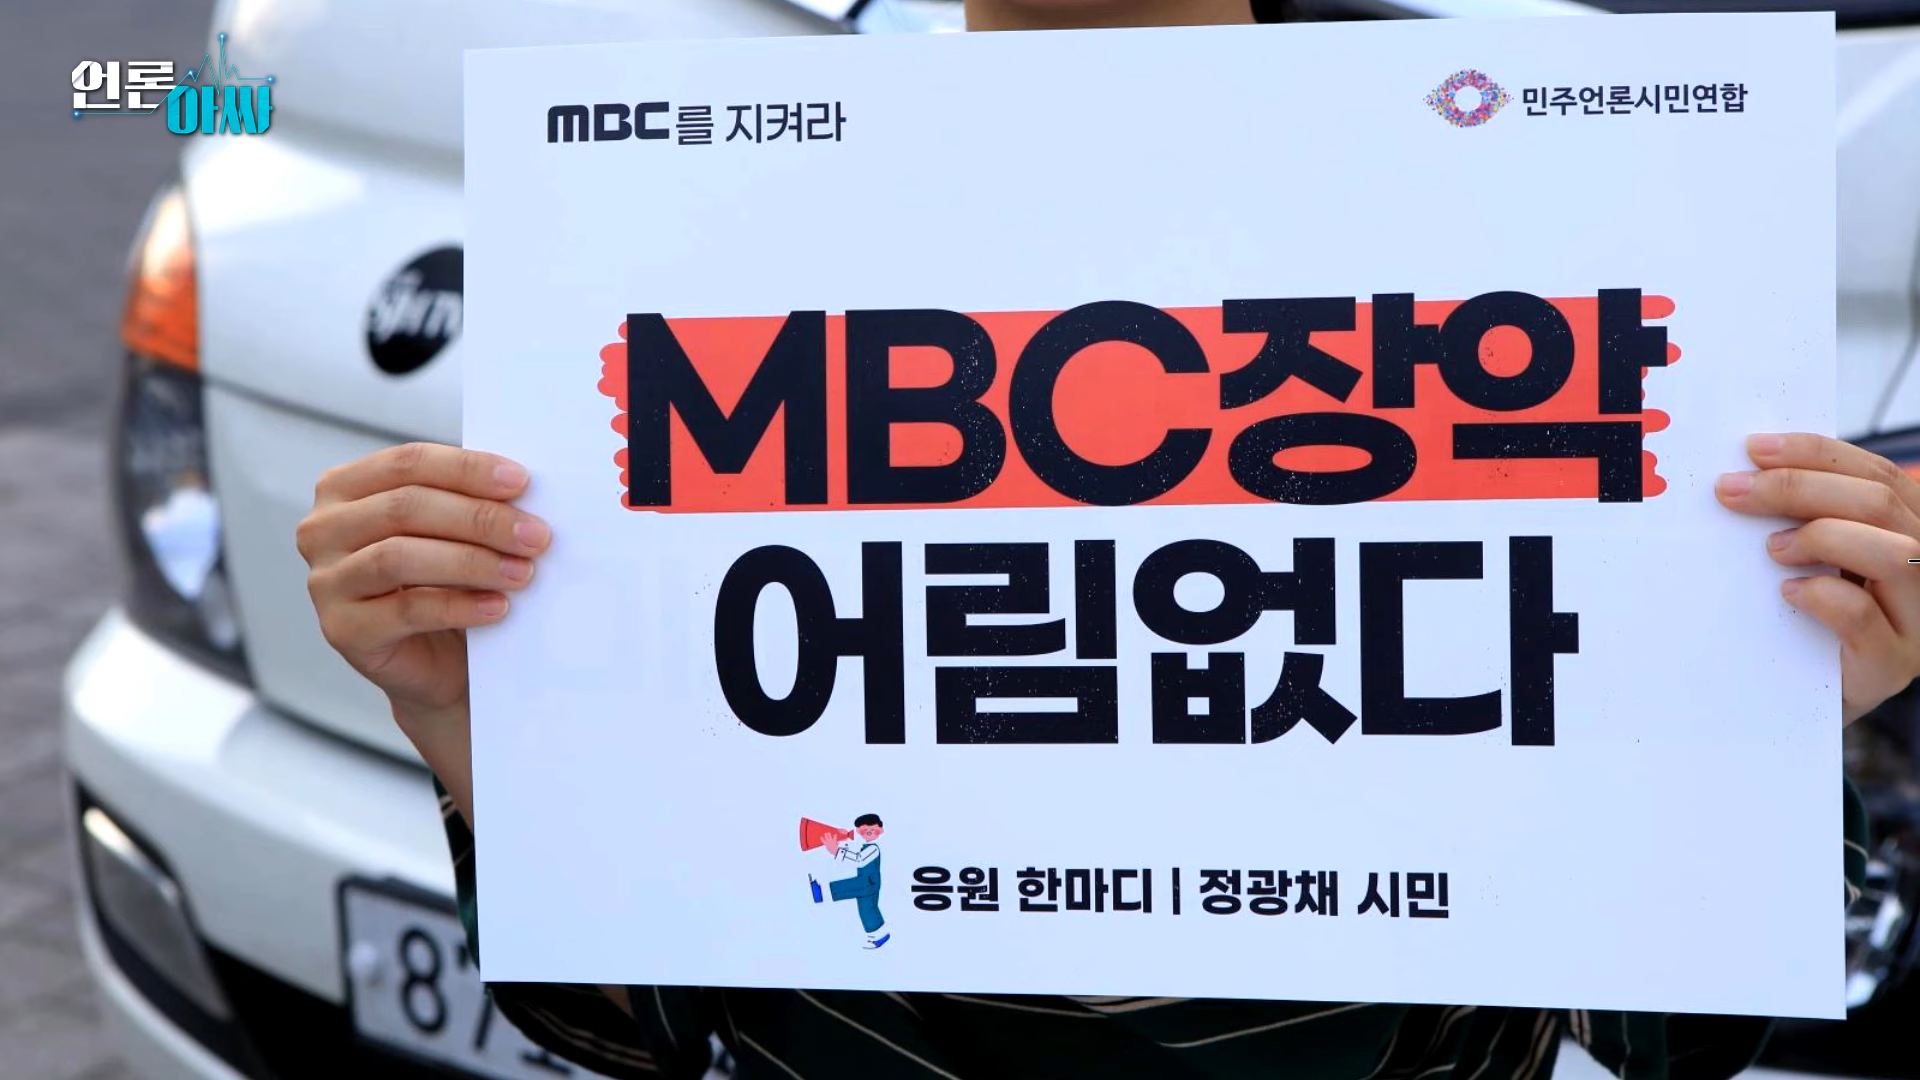 언론아싸
MBC를 지켜라
민주언론시민연합
MBC장악
어림없다
응원 한마디 | 정광채 시민
87